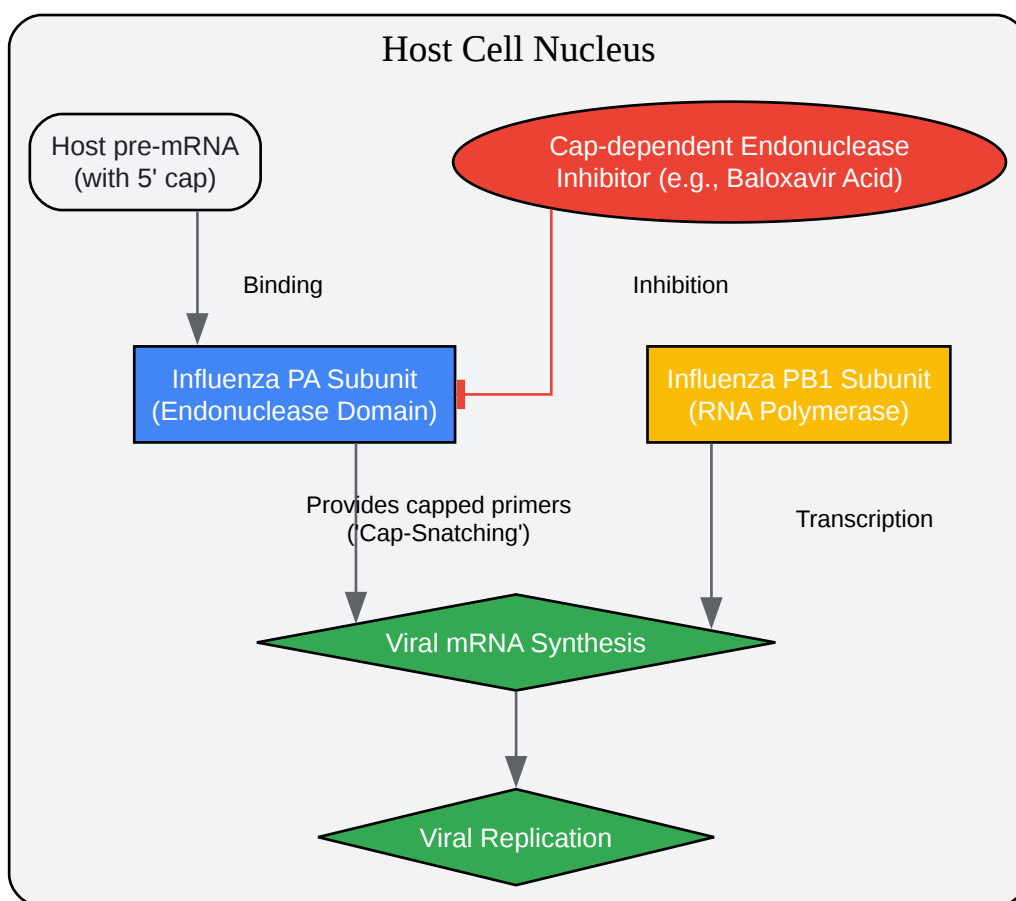 Host Cell Nucleus
Host pre-mRNA
(with 5' cap)
Cap-dependent Endonuclease
Inhibitor (e.g., Baloxavir Acid)
Binding
Inhibition
Influenza PA Subunit
(Endonuclease Domain)
Influenza PB1 Subunit
(RNA Polymerase)
Provides capped primers
('Cap-Snatching')
Transcription
Viral mRNA Synthesis
Viral Replication